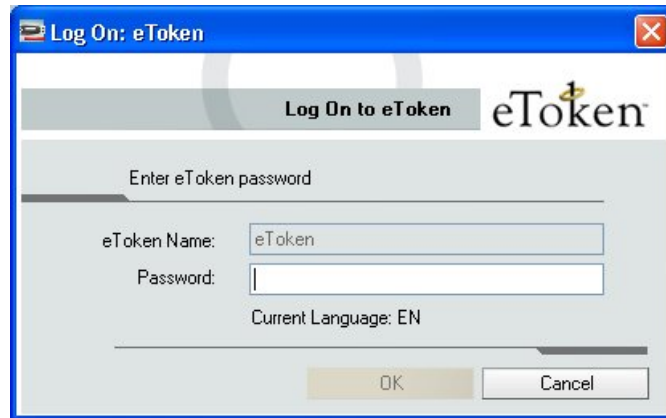 Log On: eToken
Log On to eToken
eToken
Enter eToken password
eToken Name: eToken
Password:
Current Language: EN
OK Cancel